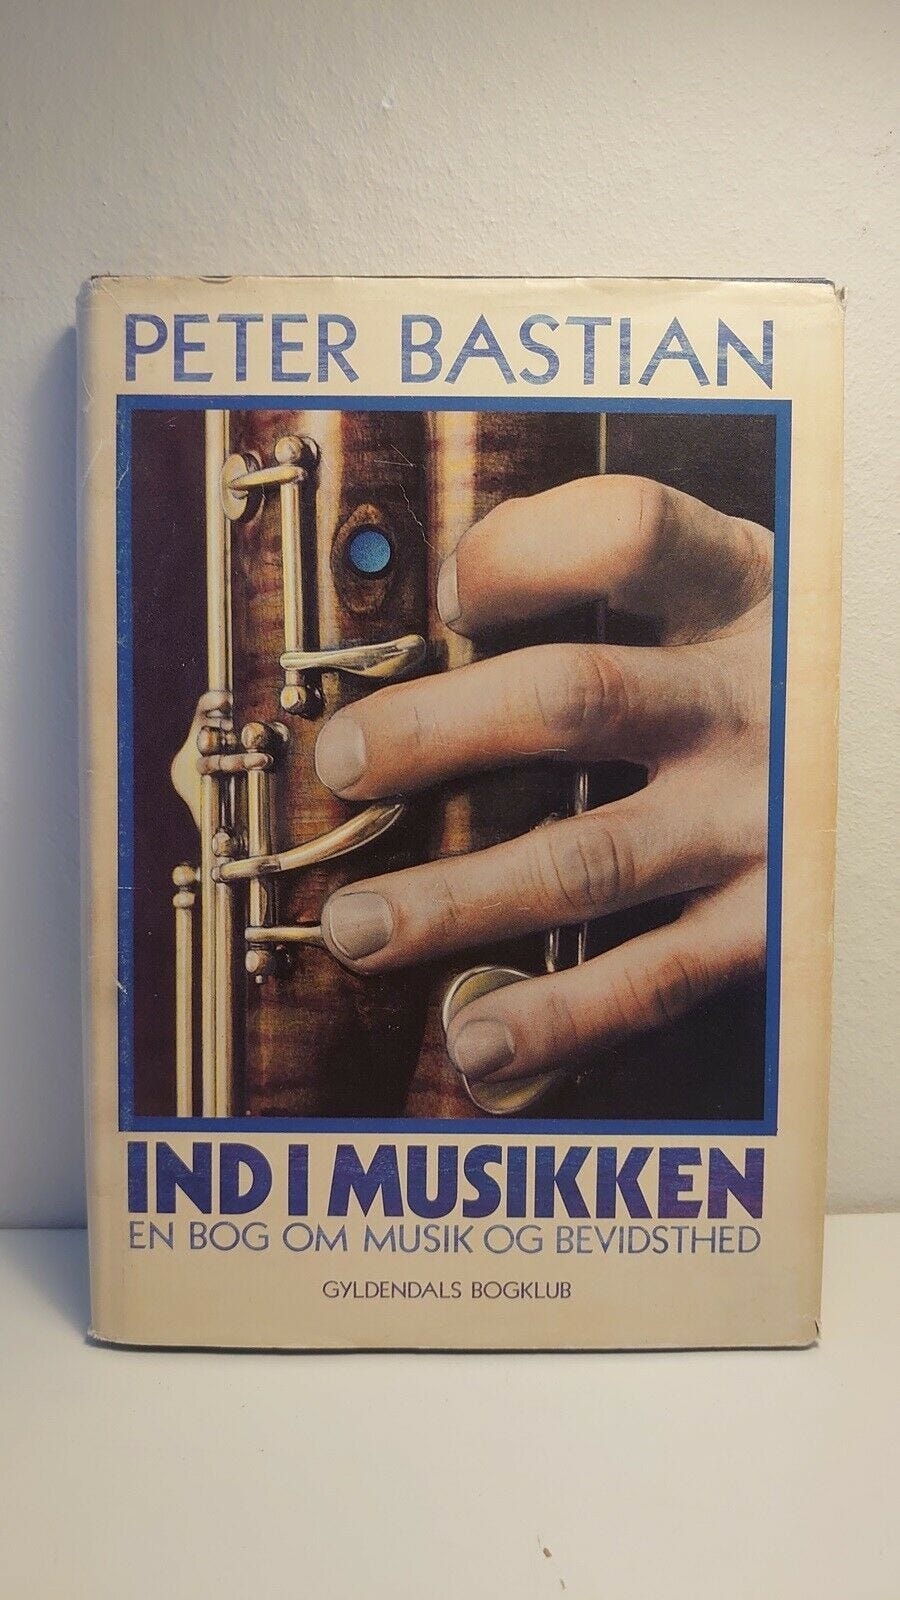 PETER BASTIAN
IND I MUSIKKEN
EN BOG OM MUSIK OG BEVIDSTHED
GYLDENDALS BOGKLUB